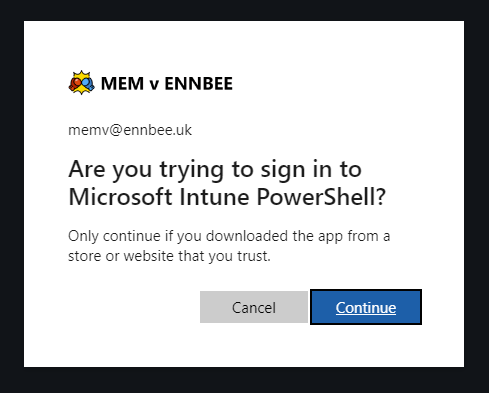 MEM v ENNBEE
memv@ennbee.uk
Are you trying to sign in to
Microsoft Intune PowerShell?
Only continue if you downloaded the app from a
store or website that you trust.
Cancel
Continue